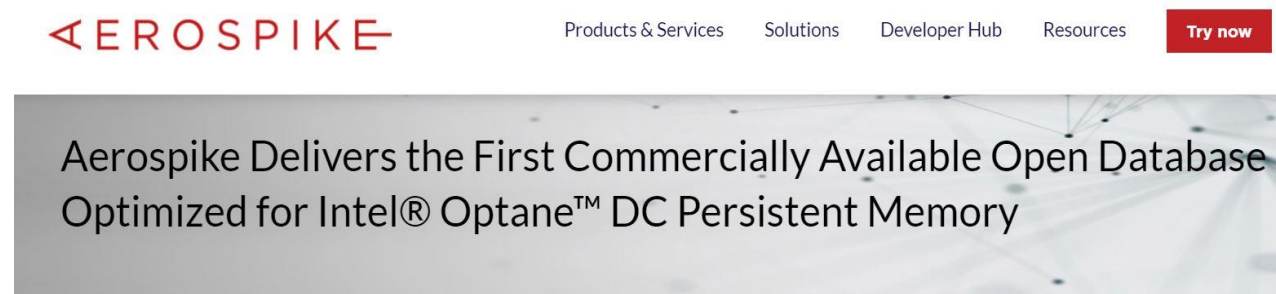 AEROSPIKE
Products & Services Solutions Developer Hub Resources Try now
Aerospike Delivers the First Commercially Available Open Database
Optimized for Intel® Optane™ DC Persistent Memory